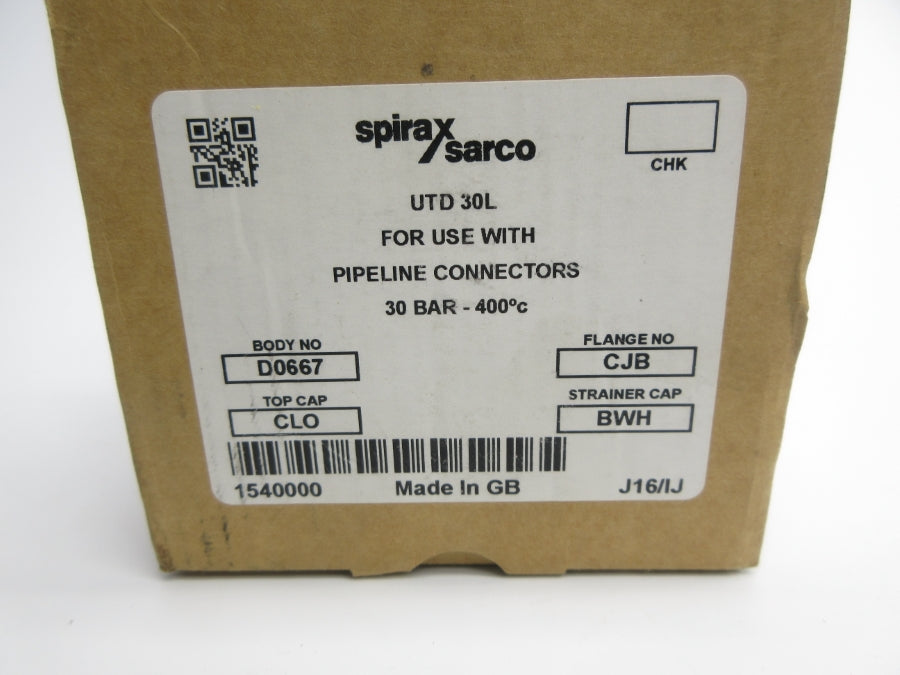 spirax
sarco
CHK
UTD 30L
FOR USE WITH
PIPELINE CONNECTORS
30 BAR - 400ºc
BODY NO
D0667
FLANGE NO
CJB
TOP CAP
CLO
STRAINER CAP
BWH
1540000
Made In GB
J16/IJ